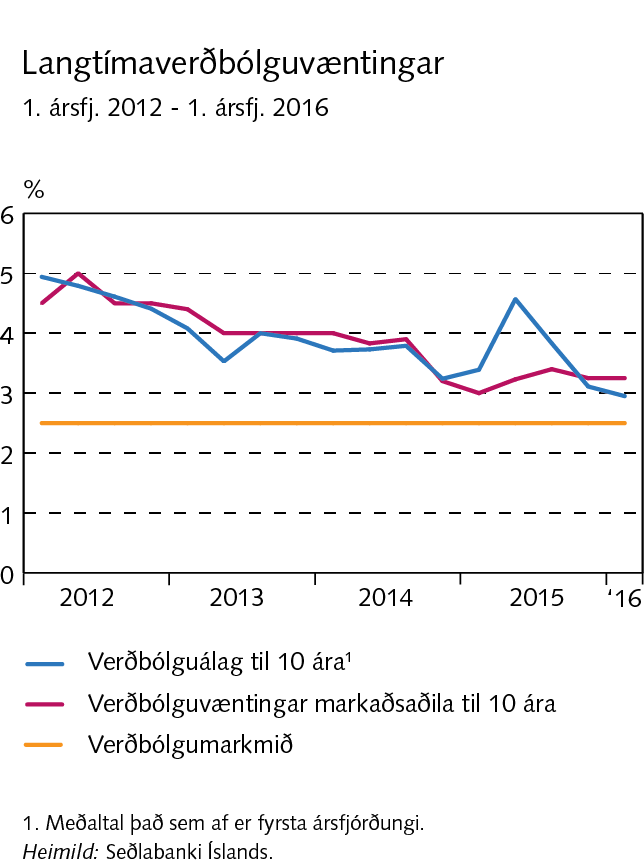 Langtímaverðbólguvæntingar
1. ársfj. 2012 - 1. ársfj. 2016
%
6
5
4
3
2
1
0
2012 2013 2014 2015 ‘16
Verðbólguálag til 10 ára¹
Verðbólguvæntingar markaðsaðila til 10 ára
Verðbólgumarkmið
1. Meðaltal það sem af er fyrsta ársfjórðungi.
Heimild: Seðlabanki Íslands.